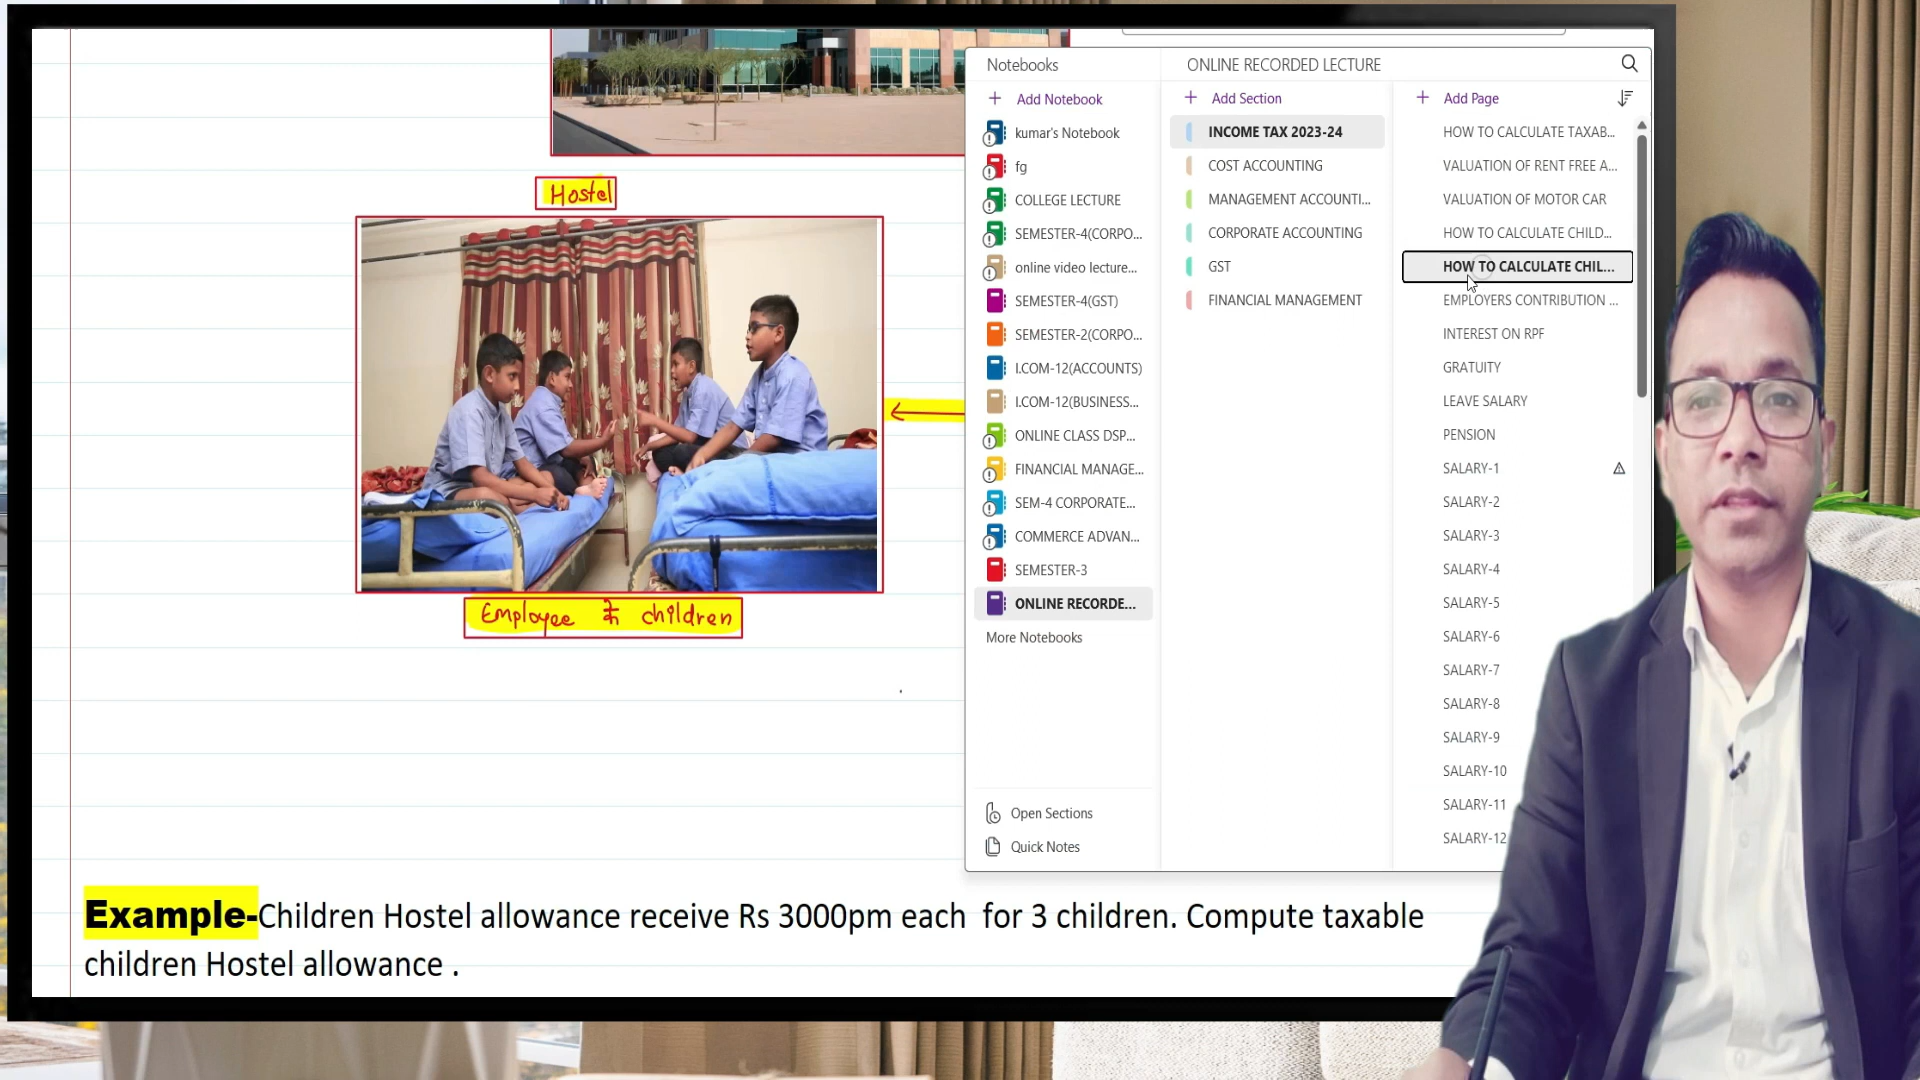 Hostel
Employee के children
Example-Children Hostel allowance receive Rs 3000pm each for 3 children. Compute taxable
children Hostel allowance .
Notebooks
Add Notebook
kumar's Notebook
fg
COLLEGE LECTURE
SEMESTER-4(CORPO...
online video lecture...
SEMESTER-4(GST)
SEMESTER-2(CORPO...
I.COM-12(ACCOUNTS)
I.COM-12(BUSINESS...
ONLINE CLASS DSP...
FINANCIAL MANAGE...
SEM-4 CORPORATE...
COMMERCE ADVAN...
SEMESTER-3
ONLINE RECORDE...
More Notebooks
Open Sections
Quick Notes
ONLINE RECORDED LECTURE
Add Section
INCOME TAX 2023-24
COST ACCOUNTING
MANAGEMENT ACCOUNTI...
CORPORATE ACCOUNTING
GST
FINANCIAL MANAGEMENT
Add Page
HOW TO CALCULATE TAXAB...
VALUATION OF RENT FREE A...
VALUATION OF MOTOR CAR
HOW TO CALCULATE CHILD...
HOW TO CALCULATE CHIL...
EMPLOYERS CONTRIBUTION ...
INTEREST ON RPF
GRATUITY
LEAVE SALARY
PENSION
SALARY-1
SALARY-2
SALARY-3
SALARY-4
SALARY-5
SALARY-6
SALARY-7
SALARY-8
SALARY-9
SALARY-10
SALARY-11
SALARY-12